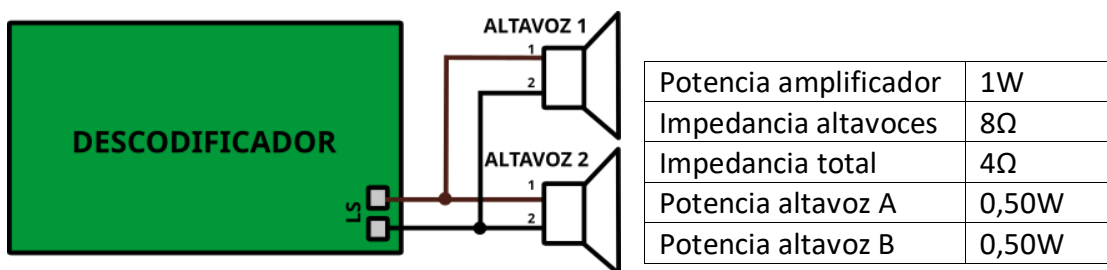 DESCODIFICADOR
LS
ALTAVOZ 1
1
2
ALTAVOZ 2
1
2
Potencia amplificador 1W
Impedancia altavoces 8Ω
Impedancia total 4Ω
Potencia altavoz A 0,50W
Potencia altavoz B 0,50W